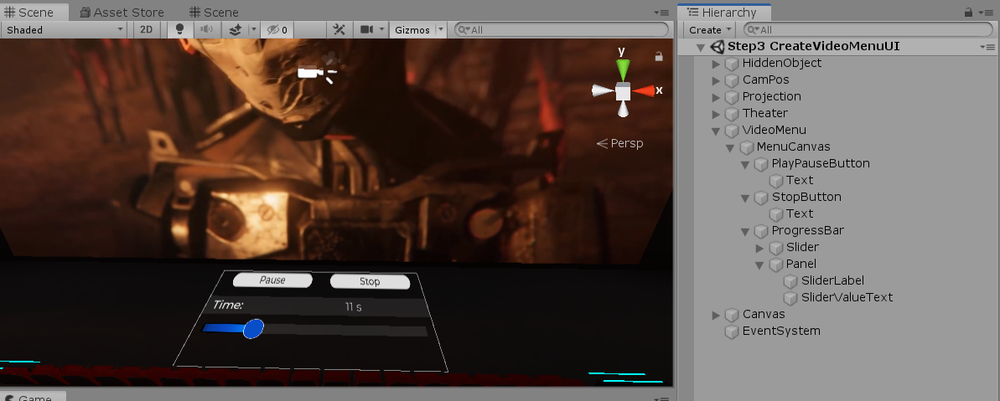 Scene Asset Store Scene
Shaded 2D 0 Gizmos All
y
x
Persp
Pause Stop
Time: 11 s
Game
Hierarchy
Create All
Step3 CreateVideoMenuUI
HiddenObject
CamPos
Projection
Theater
VideoMenu
MenuCanvas
PlayPauseButton
Text
StopButton
Text
ProgressBar
Slider
Panel
SliderLabel
SliderValueText
Canvas
EventSystem